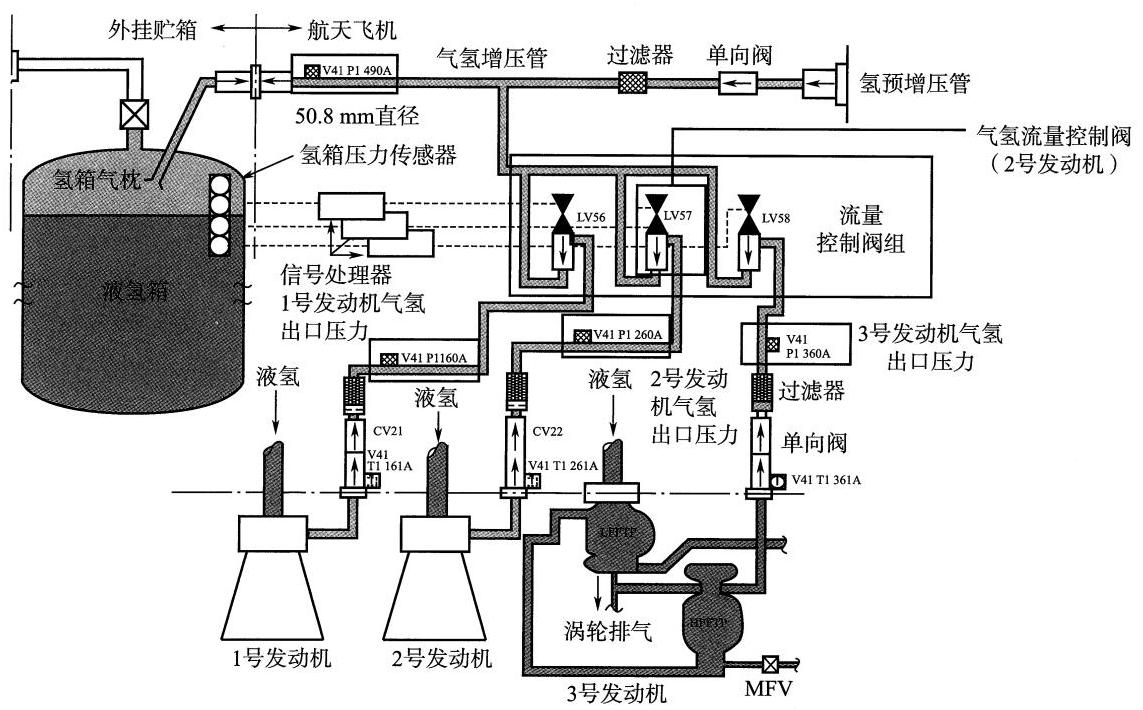 外挂贮箱
航天飞机
V41 P1 490A
气氢增压管
过滤器
单向阀
氢预增压管
50.8 mm直径
氢箱压力传感器
气氢流量控制阀
（2号发动机）
氢箱气枕
LV56
LV57
LV58
流量
控制阀组
液氢箱
信号处理器
1号发动机气氢
出口压力
V41 P1 260A
V41
P1 360A
3号发动机气氢
出口压力
V41 P1160A
液氢
液氢
液氢
2号发动
机气氢
出口压力
过滤器
CV21
CV22
单向阀
V41
T1 161A
V41 T1 261A
V41 T1 361A
LPFTP
HPFTP
涡轮排气
1号发动机
2号发动机
3号发动机
MFV